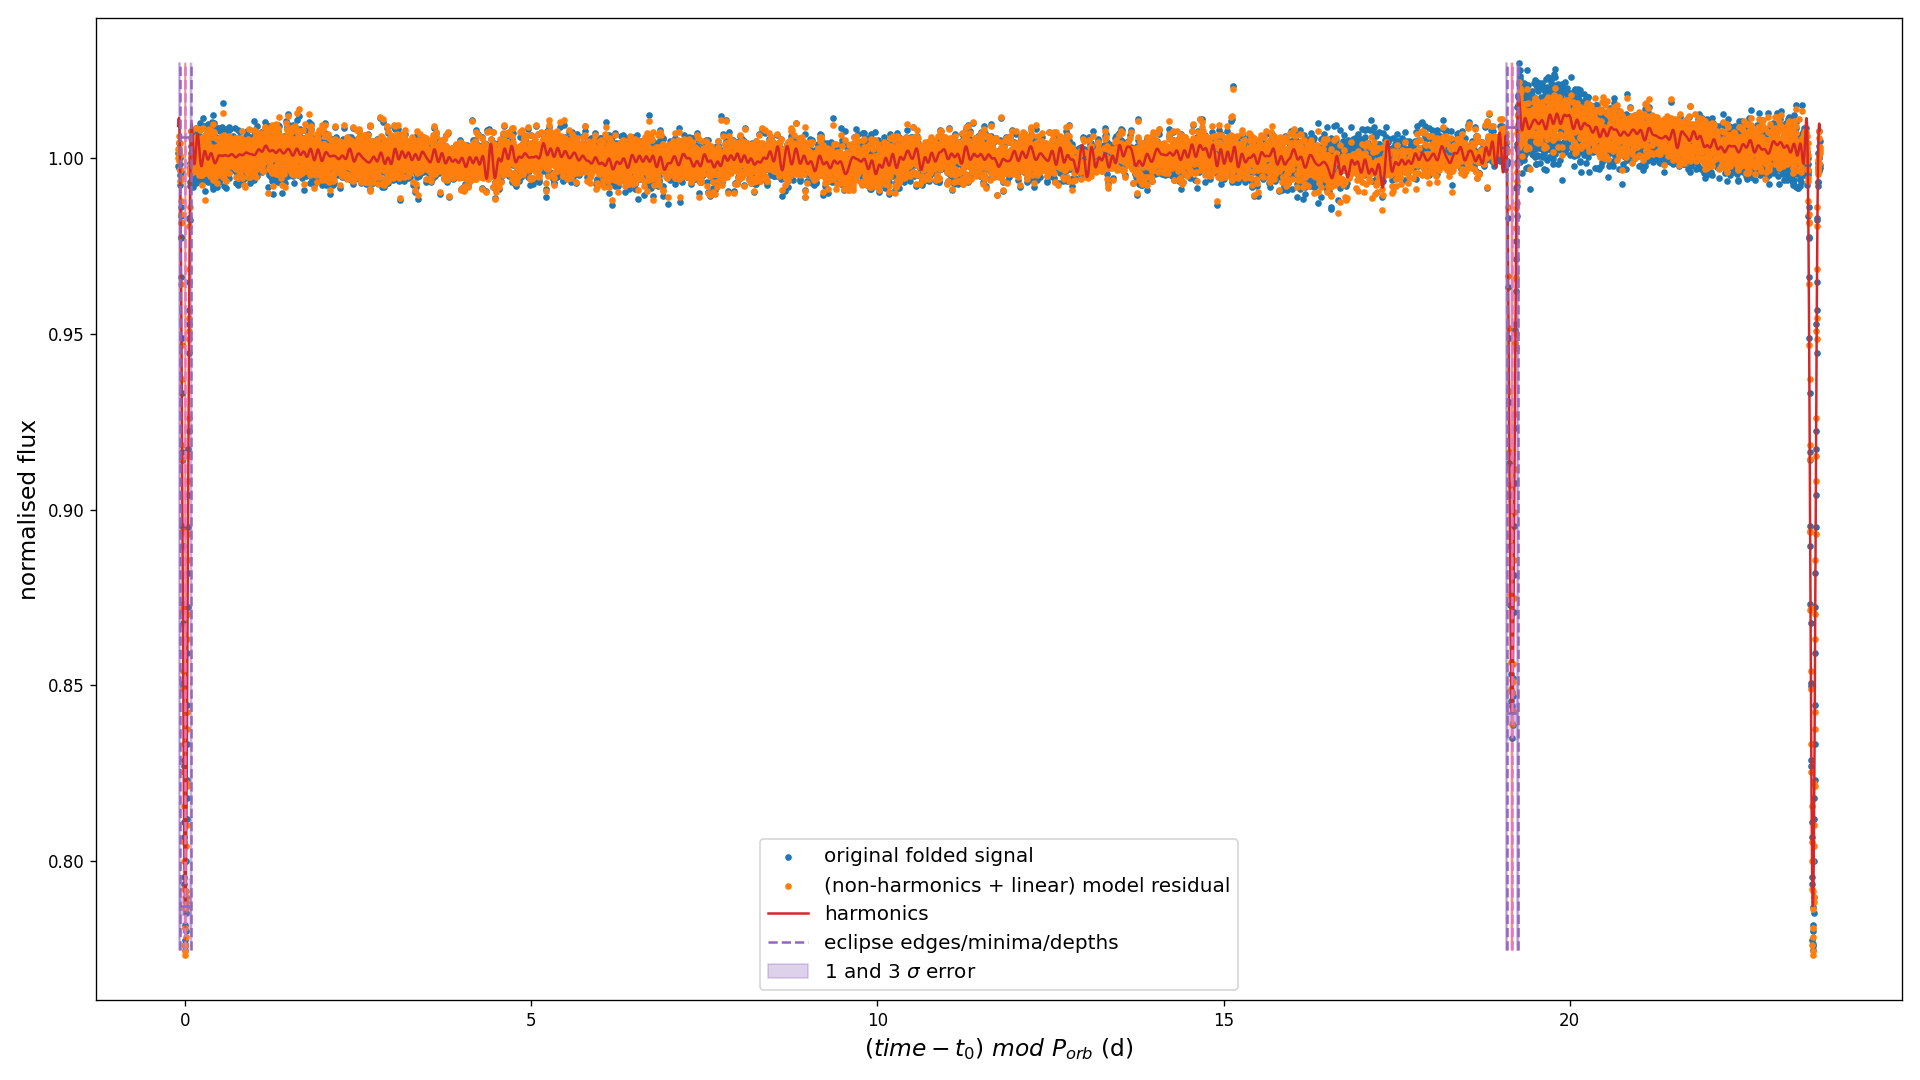 normalised flux
1.00
0.95
0.90
0.85
0.80
original folded signal
(non-harmonics + linear) model residual
harmonics
eclipse edges/minima/depths
1 and 3 σ error
0
5
10
15
20
(time − t₀) mod P_orb (d)